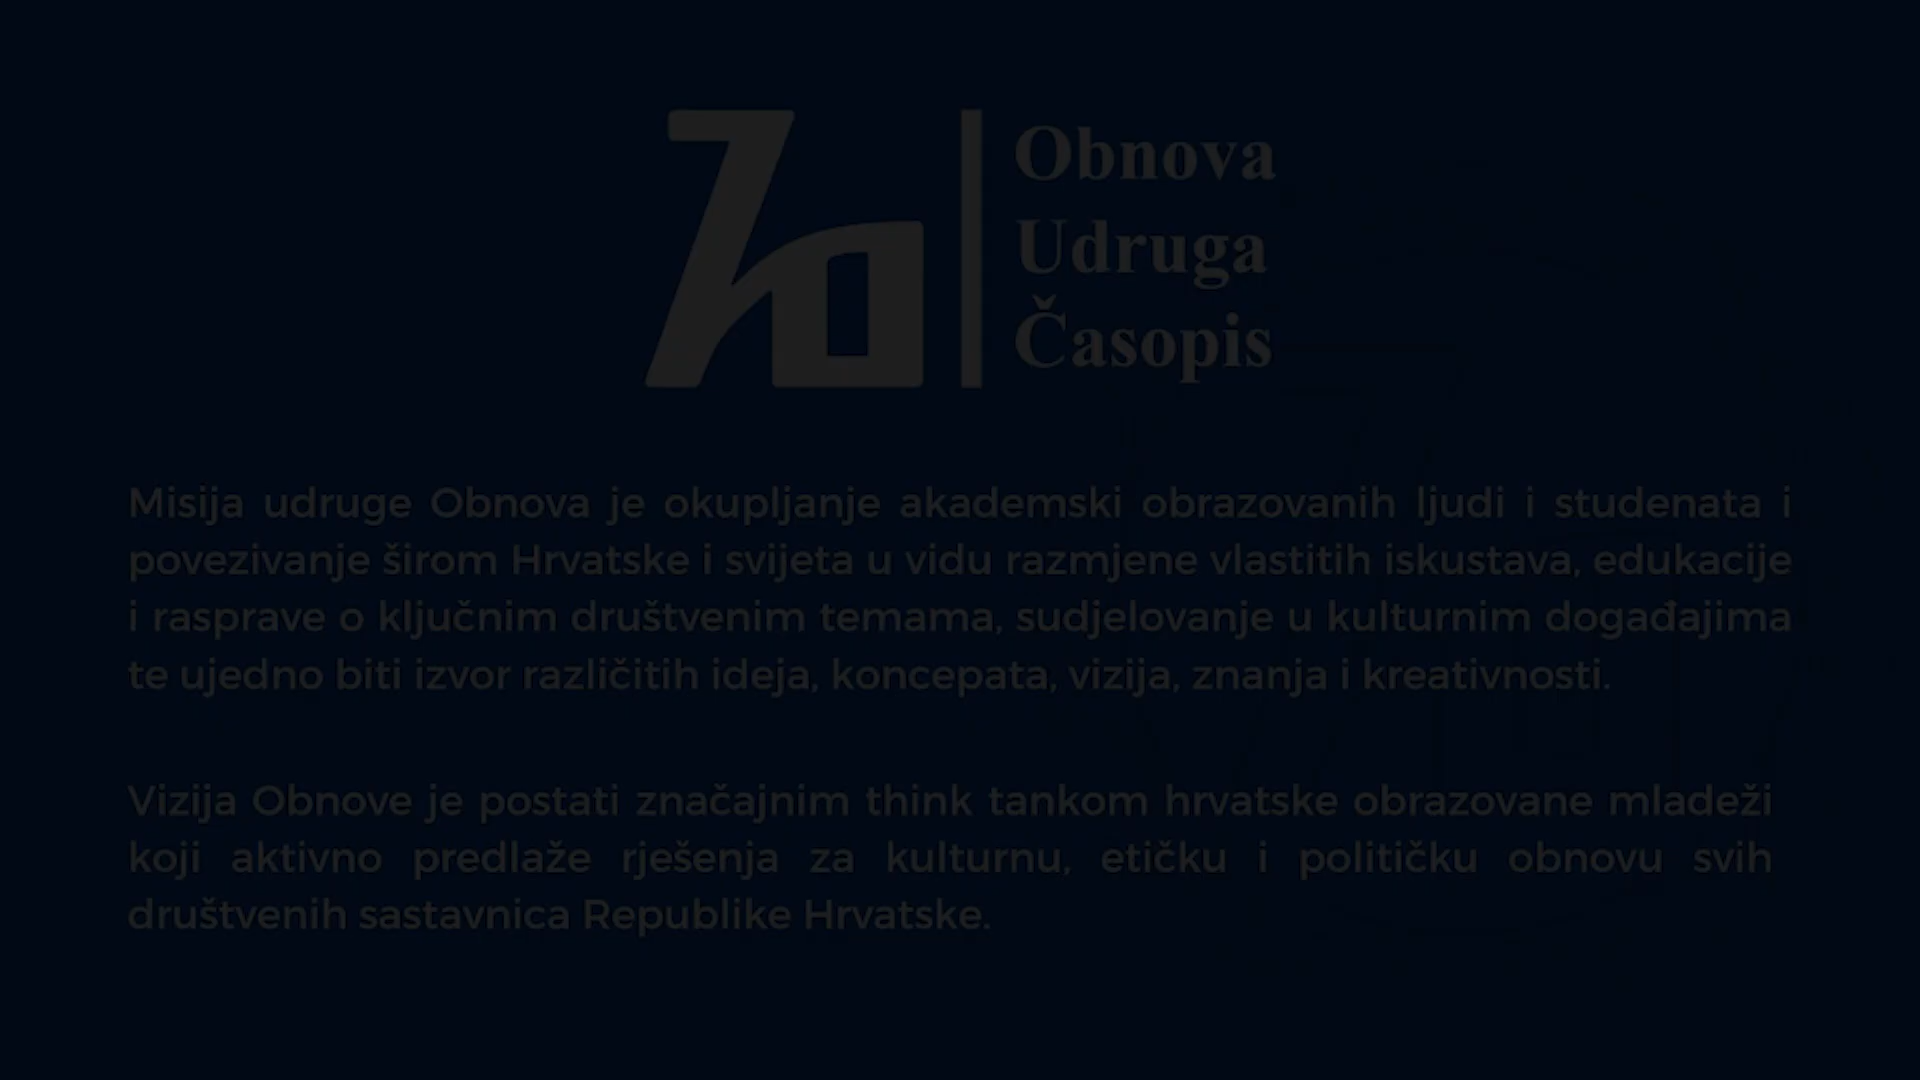 Obnova
Udruga
Časopis
Misija udruge Obnova je okupljanje akademski obrazovanih ljudi i studenata i
povezivanje širom Hrvatske i svijeta u vidu razmjene vlastitih iskustava, edukacije
i rasprave o ključnim društvenim temama, sudjelovanje u kulturnim događajima
te ujedno biti izvor različitih ideja, koncepata, vizija, znanja i kreativnosti.
Vizija Obnove je postati značajnim think tankom hrvatske obrazovane mladeži
koji aktivno predlaže rješenja za kulturnu, etičku i političku obnovu svih
društvenih sastavnica Republike Hrvatske.